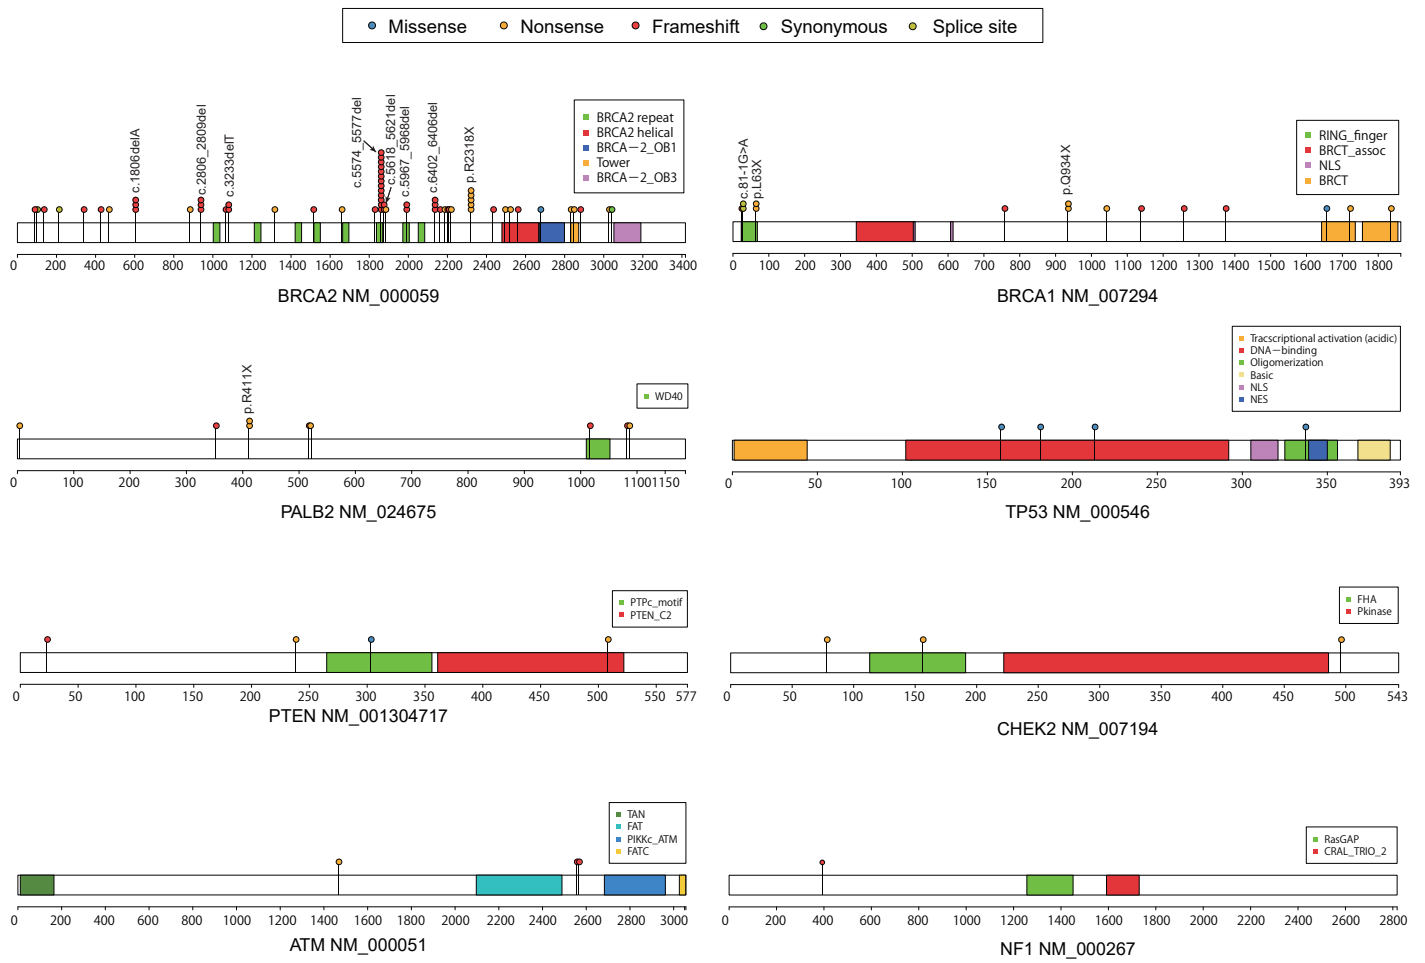 Missense Nonsense Frameshift Synonymous Splice site
c.1806delA
c.2806_2809del
c.3233delT
c.5574_5577del
c.5618_5621del
c.5967_5968del
c.6402_6406del
p.R2318X
BRCA2 repeat
BRCA2 helical
BRCA−2_OB1
Tower
BRCA−2_OB3
0 200 400 600 800 1000 1200 1400 1600 1800 2000 2200 2400 2600 2800 3000 3200 3400
BRCA2 NM_000059
c.81-1G>A
p.L63X
p.Q934X
RING_finger
BRCT_assoc
NLS
BRCT
0 100 200 300 400 500 600 700 800 900 1000 1100 1200 1300 1400 1500 1600 1700 1800
BRCA1 NM_007294
p.R411X
WD40
0 100 200 300 400 500 600 700 800 900 1000 1100 1150
PALB2 NM_024675
Tracscriptional activation (acidic)
DNA−binding
Oligomerization
Basic
NLS
NES
0 50 100 150 200 250 300 350 393
TP53 NM_000546
PTPc_motif
PTEN_C2
0 50 100 150 200 250 300 350 400 450 500 550 577
PTEN NM_001304717
FHA
Pkinase
0 50 100 150 200 250 300 350 400 450 500 543
CHEK2 NM_007194
TAN
FAT
PIKKc_ATM
FATC
0 200 400 600 800 1000 1200 1400 1600 1800 2000 2200 2400 2600 2800 3000
ATM NM_000051
RasGAP
CRAL_TRIO_2
0 200 400 600 800 1000 1200 1400 1600 1800 2000 2200 2400 2600 2800
NF1 NM_000267